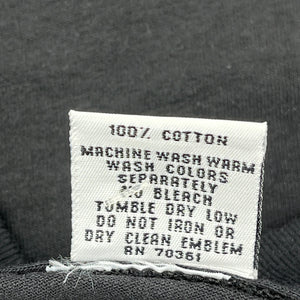 100% COTTON
MACHINE WASH WARM
WASH COLORS
SEPARATELY
NO BLEACH
TUMBLE DRY LOW
DO NOT IRON OR
DRY CLEAN EMBLEM
RN 70361